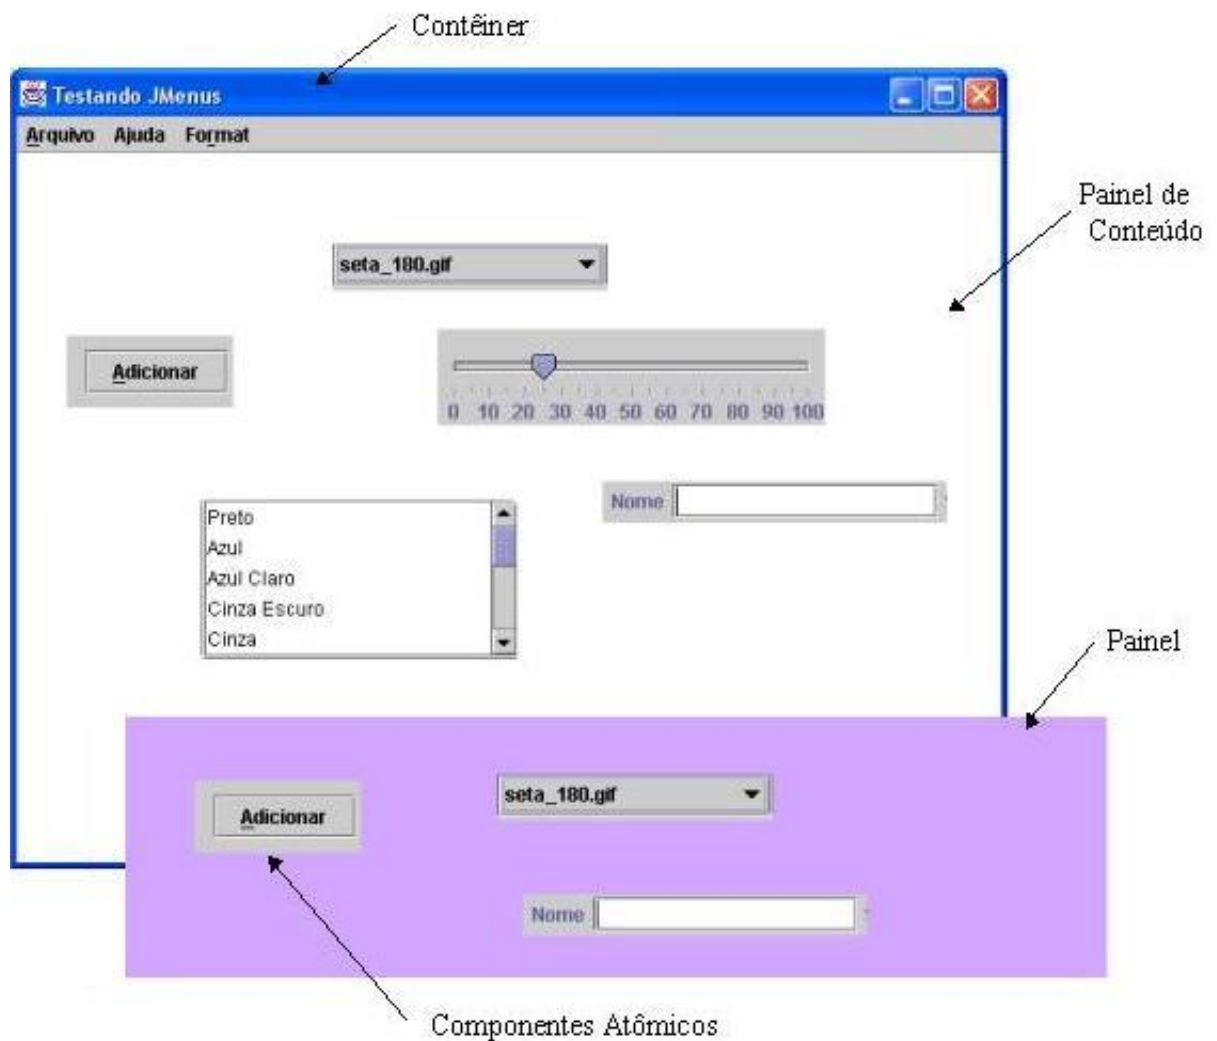 Contêiner
Testando JMenus
Arquivo Ajuda Format
Painel de
Conteúdo
seta_180.gif
Adicionar
0 10 20 30 40 50 60 70 80 90 100
Nome
Preto
Azul
Azul Claro
Cinza Escuro
Cinza
Painel
seta_180.gif
Adicionar
Nome
Componentes Atômicos